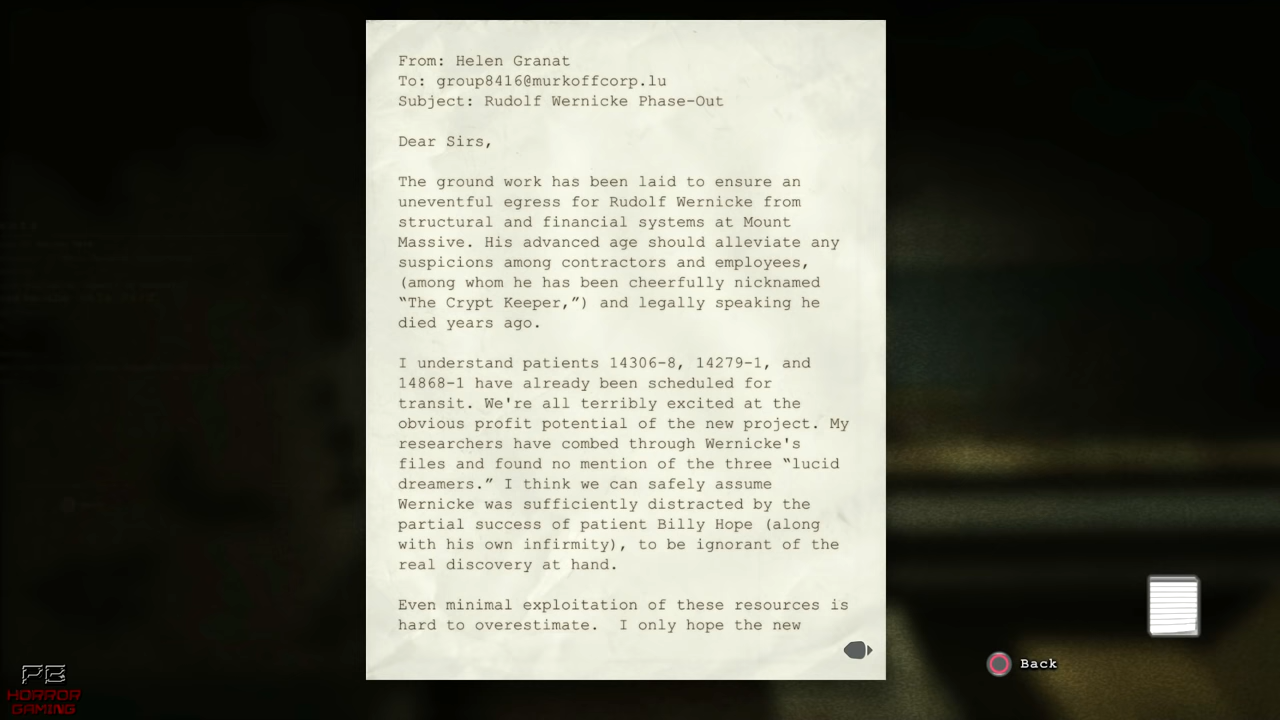 From: Helen Granat
To: group8416@murkoffcorp.lu
Subject: Rudolf Wernicke Phase-Out
Dear Sirs,
The ground work has been laid to ensure an
uneventful egress for Rudolf Wernicke from
structural and financial systems at Mount
Massive. His advanced age should alleviate any
suspicions among contractors and employees,
(among whom he has been cheerfully nicknamed
“The Crypt Keeper,”) and legally speaking he
died years ago.
I understand patients 14306-8, 14279-1, and
14868-1 have already been scheduled for
transit. We're all terribly excited at the
obvious profit potential of the new project. My
researchers have combed through Wernicke's
files and found no mention of the three “lucid
dreamers.” I think we can safely assume
Wernicke was sufficiently distracted by the
partial success of patient Billy Hope (along
with his own infirmity), to be ignorant of the
real discovery at hand.
Even minimal exploitation of these resources is
hard to overestimate.  I only hope the new
Back
PB
HORROR
GAMING